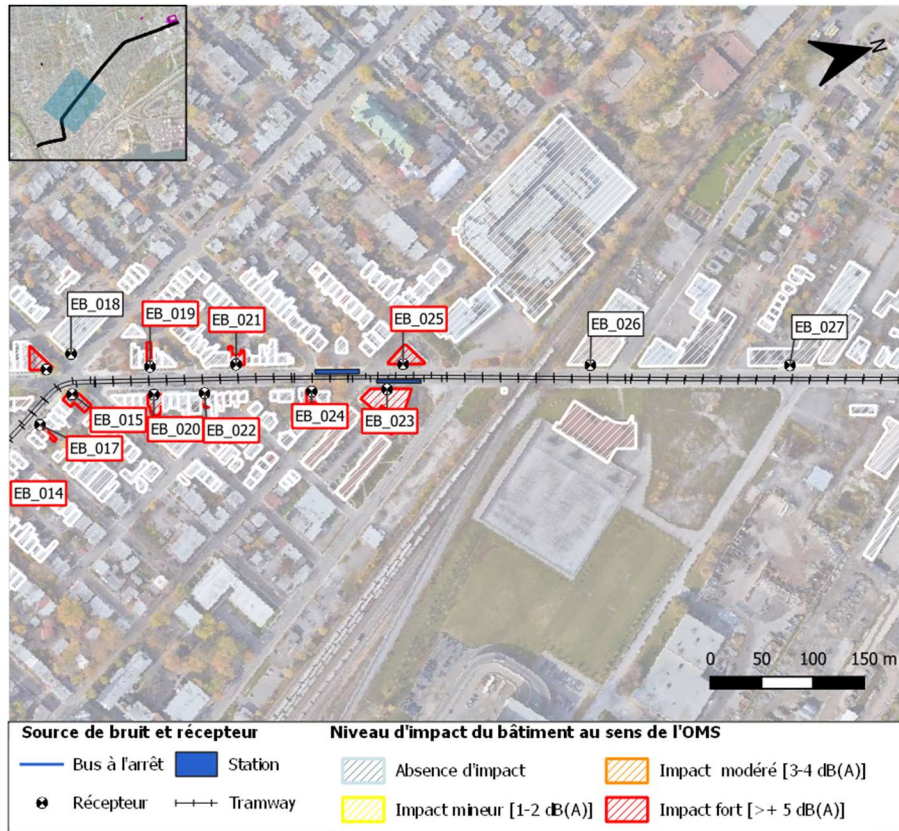 N
EB_018
EB_019
EB_021
EB_025
EB_026
EB_027
EB_015
EB_020
EB_022
EB_024
EB_023
EB_017
EB_014
0 50 100 150 m
Source de bruit et récepteur
Bus à l'arrêt
Station
Récepteur
Tramway
Niveau d'impact du bâtiment au sens de l'OMS
Absence d'impact
Impact modéré [3-4 dB(A)]
Impact mineur [1-2 dB(A)]
Impact fort [>+ 5 dB(A)]